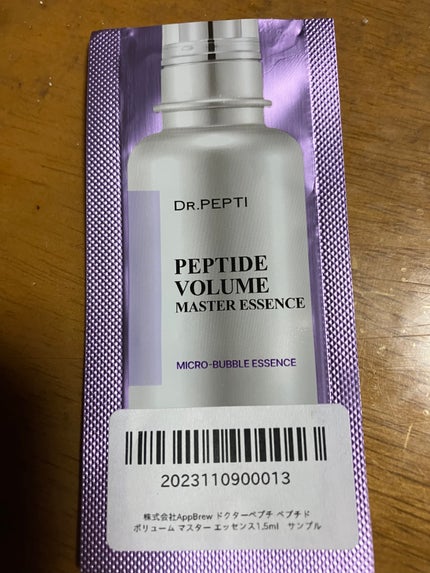 DR.PEPTI
PEPTIDE
VOLUME
MASTER ESSENCE
MICRO-BUBBLE ESSENCE
2023110900013
株式会社AppBrew ドクターペプチ ペプチド
ボリューム マスター エッセンス1.5ml サンプル